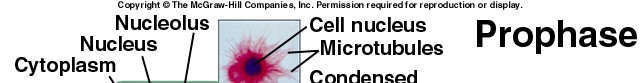 Copyright © The McGraw-Hill Companies, Inc. Permission required for reproduction or display.
Nucleolus
Cell nucleus
Prophase
Nucleus
Microtubules
Cytoplasm
Condensed